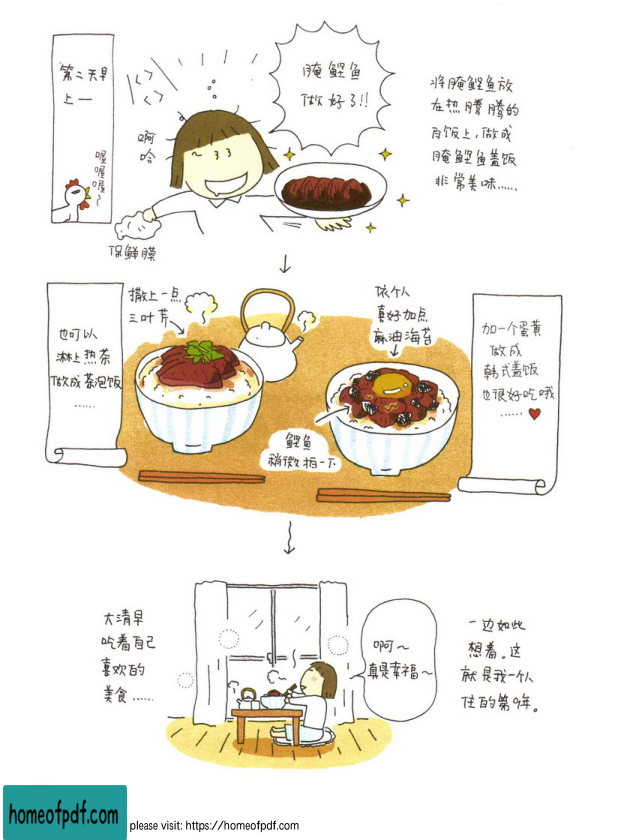 第二天早
上一
喔
喔
喔~
啊
哈
腌鲣鱼
做好了!!
保鲜膜
将腌鲣鱼放
在热腾腾的
白饭上,做成
腌鲣鱼盖饭
非常美味……
也可以
淋上热茶
做成茶泡饭
……
撒上一点
三叶芹
依个人
喜好加点
麻油海苔
鲣鱼
稍微拍一下
加一个蛋黄
做成
韩式盖饭
也很好吃哦
……
大清早
吃着自己
喜欢的
美食……
啊~
真是幸福~
一边如此
想着。这
就是我一个人
住的第9年。
homeofpdf.com
please visit: https://homeofpdf.com